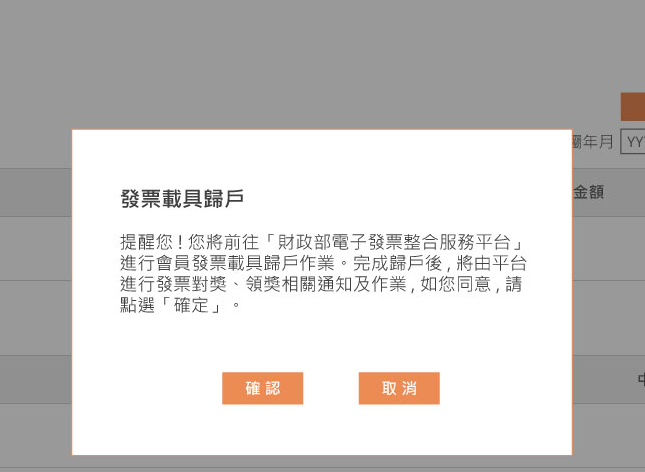 屬年月 YY
金額
發票載具歸戶
提醒您!您將前往「財政部電子發票整合服務平台」
進行會員發票載具歸戶作業。完成歸戶後,將由平台
進行發票對獎、領獎相關通知及作業,如您同意,請
點選「確定」。
確認 取消